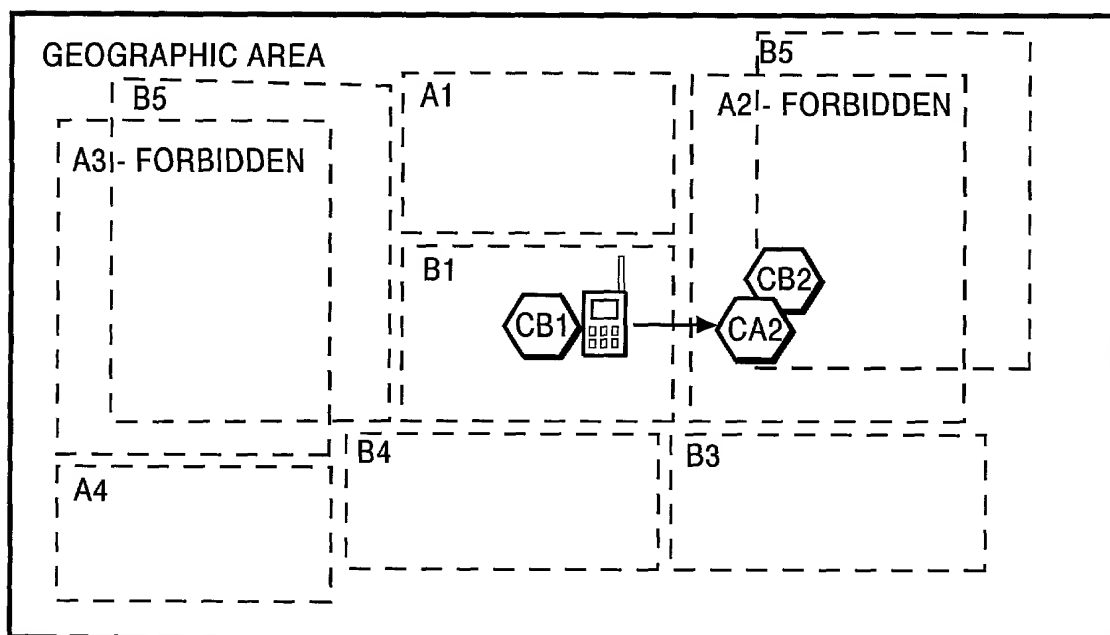 GEOGRAPHIC AREA
B5
A1
B5
A2 - FORBIDDEN
A3 - FORBIDDEN
B1
CB2
CB1
CA2
B4
B3
A4